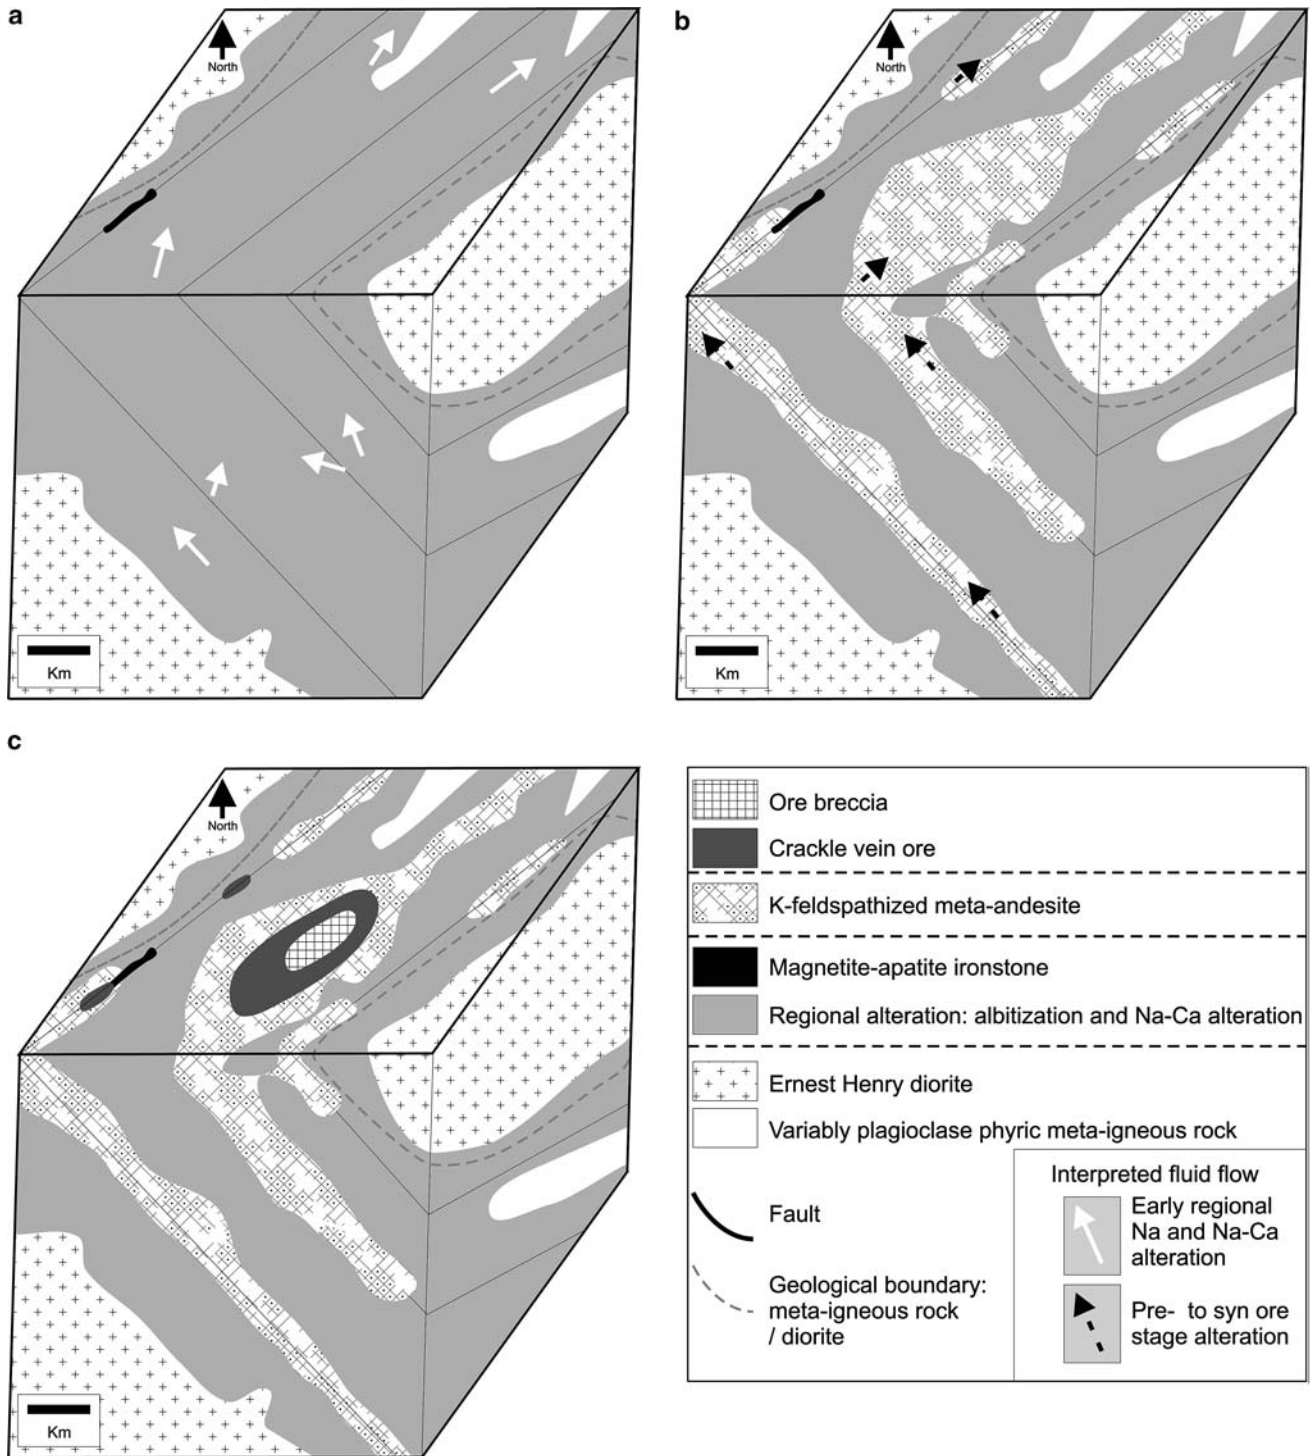 a
North
Km
b
North
Km
c
North
Km
Ore breccia
Crackle vein ore
K-feldspathized meta-andesite
Magnetite-apatite ironstone
Regional alteration: albitization and Na-Ca alteration
Ernest Henry diorite
Variably plagioclase phyric meta-igneous rock
Fault
Geological boundary:
meta-igneous rock
/ diorite
Interpreted fluid flow
Early regional
Na and Na-Ca
alteration
Pre- to syn ore
stage alteration